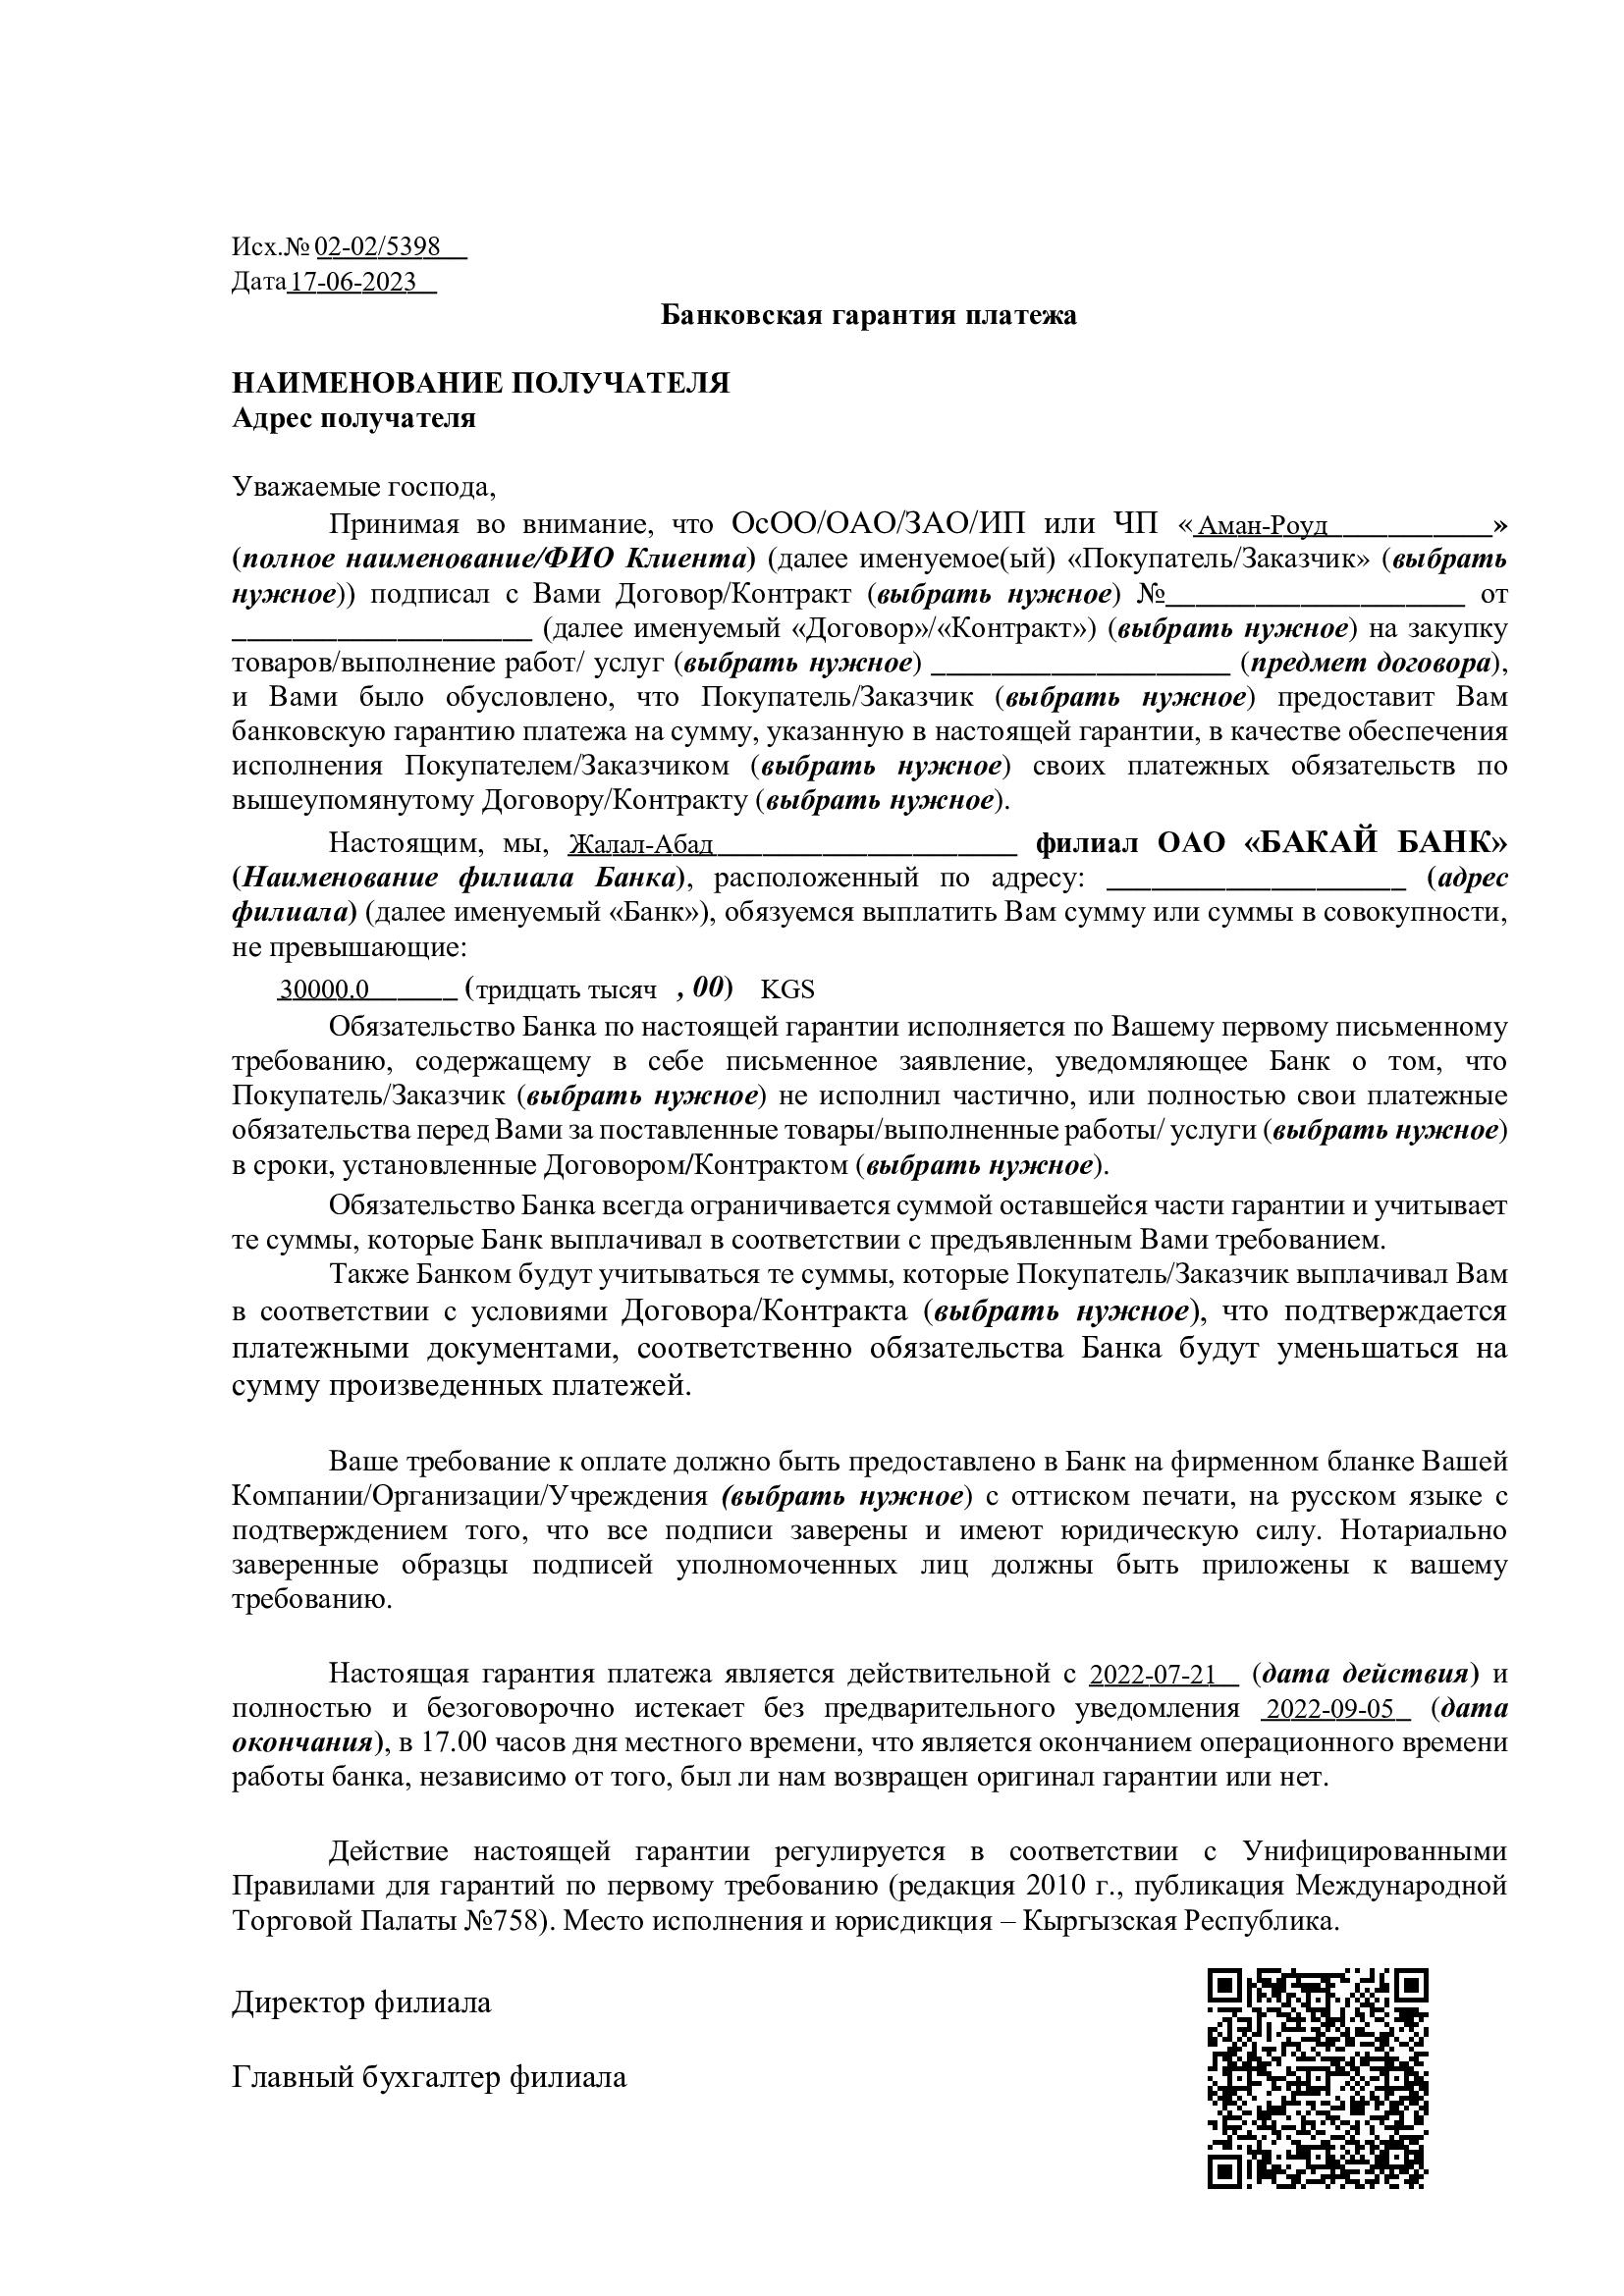 Исх.№ 02-02/5398__
Дата 17-06-2023__
Банковская гарантия платежа
НАИМЕНОВАНИЕ ПОЛУЧАТЕЛЯ
Адрес получателя
Уважаемые господа,
Принимая во внимание, что ОсОО/ОАО/ЗАО/ИП или ЧП «Аман-Роуд___________»
(полное наименование/ФИО Клиента) (далее именуемое(ый) «Покупатель/Заказчик» (выбрать
нужное)) подписал с Вами Договор/Контракт (выбрать нужное) №____________________ от
____________________ (далее именуемый «Договор»/«Контракт») (выбрать нужное) на закупку
товаров/выполнение работ/ услуг (выбрать нужное) ____________________ (предмет договора),
и Вами было обусловлено, что Покупатель/Заказчик (выбрать нужное) предоставит Вам
банковскую гарантию платежа на сумму, указанную в настоящей гарантии, в качестве обеспечения
исполнения Покупателем/Заказчиком (выбрать нужное) своих платежных обязательств по
вышеупомянутому Договору/Контракту (выбрать нужное).
Настоящим, мы, Жалал-Абад____________________ филиал ОАО «БАКАЙ БАНК»
(Наименование филиала Банка), расположенный по адресу: ____________________ (адрес
филиала) (далее именуемый «Банк»), обязуемся выплатить Вам сумму или суммы в совокупности,
не превышающие:
30000.0______ (тридцать тысяч , 00) KGS
Обязательство Банка по настоящей гарантии исполняется по Вашему первому письменному
требованию, содержащему в себе письменное заявление, уведомляющее Банк о том, что
Покупатель/Заказчик (выбрать нужное) не исполнил частично, или полностью свои платежные
обязательства перед Вами за поставленные товары/выполненные работы/ услуги (выбрать нужное)
в сроки, установленные Договором/Контрактом (выбрать нужное).
Обязательство Банка всегда ограничивается суммой оставшейся части гарантии и учитывает
те суммы, которые Банк выплачивал в соответствии с предъявленным Вами требованием.
Также Банком будут учитываться те суммы, которые Покупатель/Заказчик выплачивал Вам
в соответствии с условиями Договора/Контракта (выбрать нужное), что подтверждается
платежными документами, соответственно обязательства Банка будут уменьшаться на
сумму произведенных платежей.
Ваше требование к оплате должно быть предоставлено в Банк на фирменном бланке Вашей
Компании/Организации/Учреждения (выбрать нужное) с оттиском печати, на русском языке с
подтверждением того, что все подписи заверены и имеют юридическую силу. Нотариально
заверенные образцы подписей уполномоченных лиц должны быть приложены к вашему
требованию.
Настоящая гарантия платежа является действительной с 2022-07-21_ (дата действия) и
полностью и безоговорочно истекает без предварительного уведомления 2022-09-05_ (дата
окончания), в 17.00 часов дня местного времени, что является окончанием операционного времени
работы банка, независимо от того, был ли нам возвращен оригинал гарантии или нет.
Действие настоящей гарантии регулируется в соответствии с Унифицированными
Правилами для гарантий по первому требованию (редакция 2010 г., публикация Международной
Торговой Палаты №758). Место исполнения и юрисдикция – Кыргызская Республика.
Директор филиала
Главный бухгалтер филиала